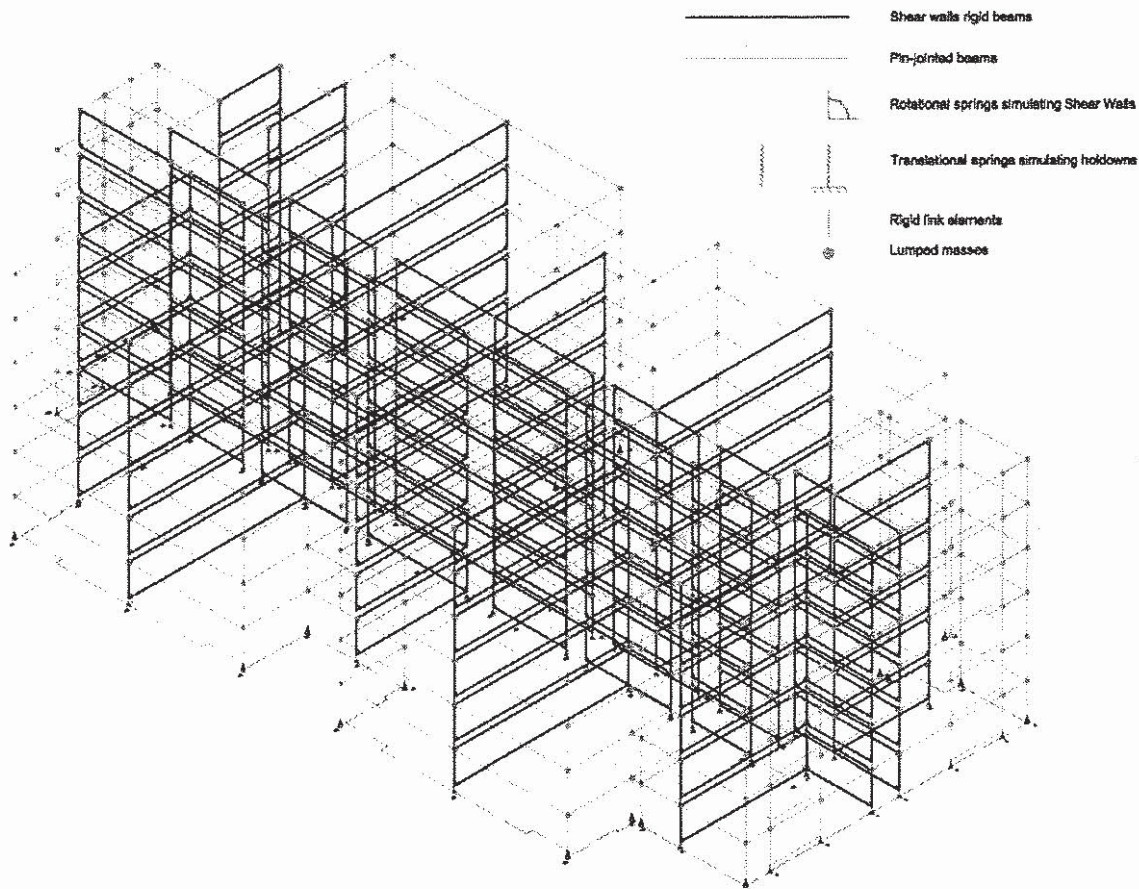 Shear walls rigid beams
Pin-jointed beams
Rotational springs simulating Shear Walls
Translational springs simulating holdowns
Rigid link elements
Lumped masses